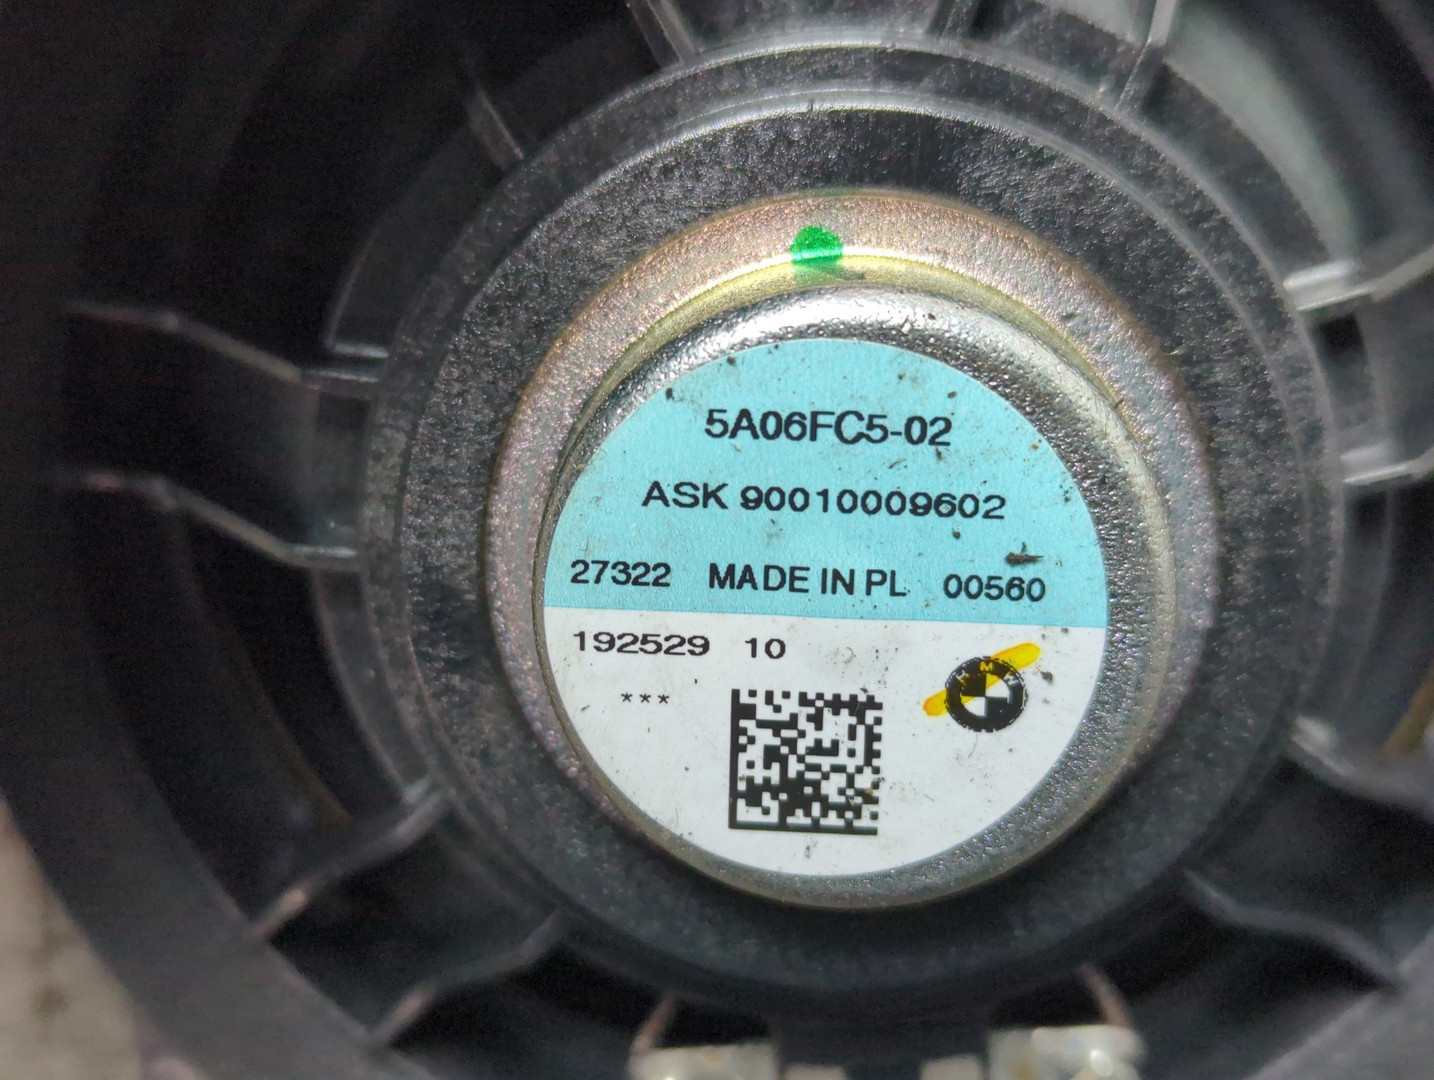 5A06FC5-02
ASK 90010009602
27322 MADE IN PL 00560
192529 10
***